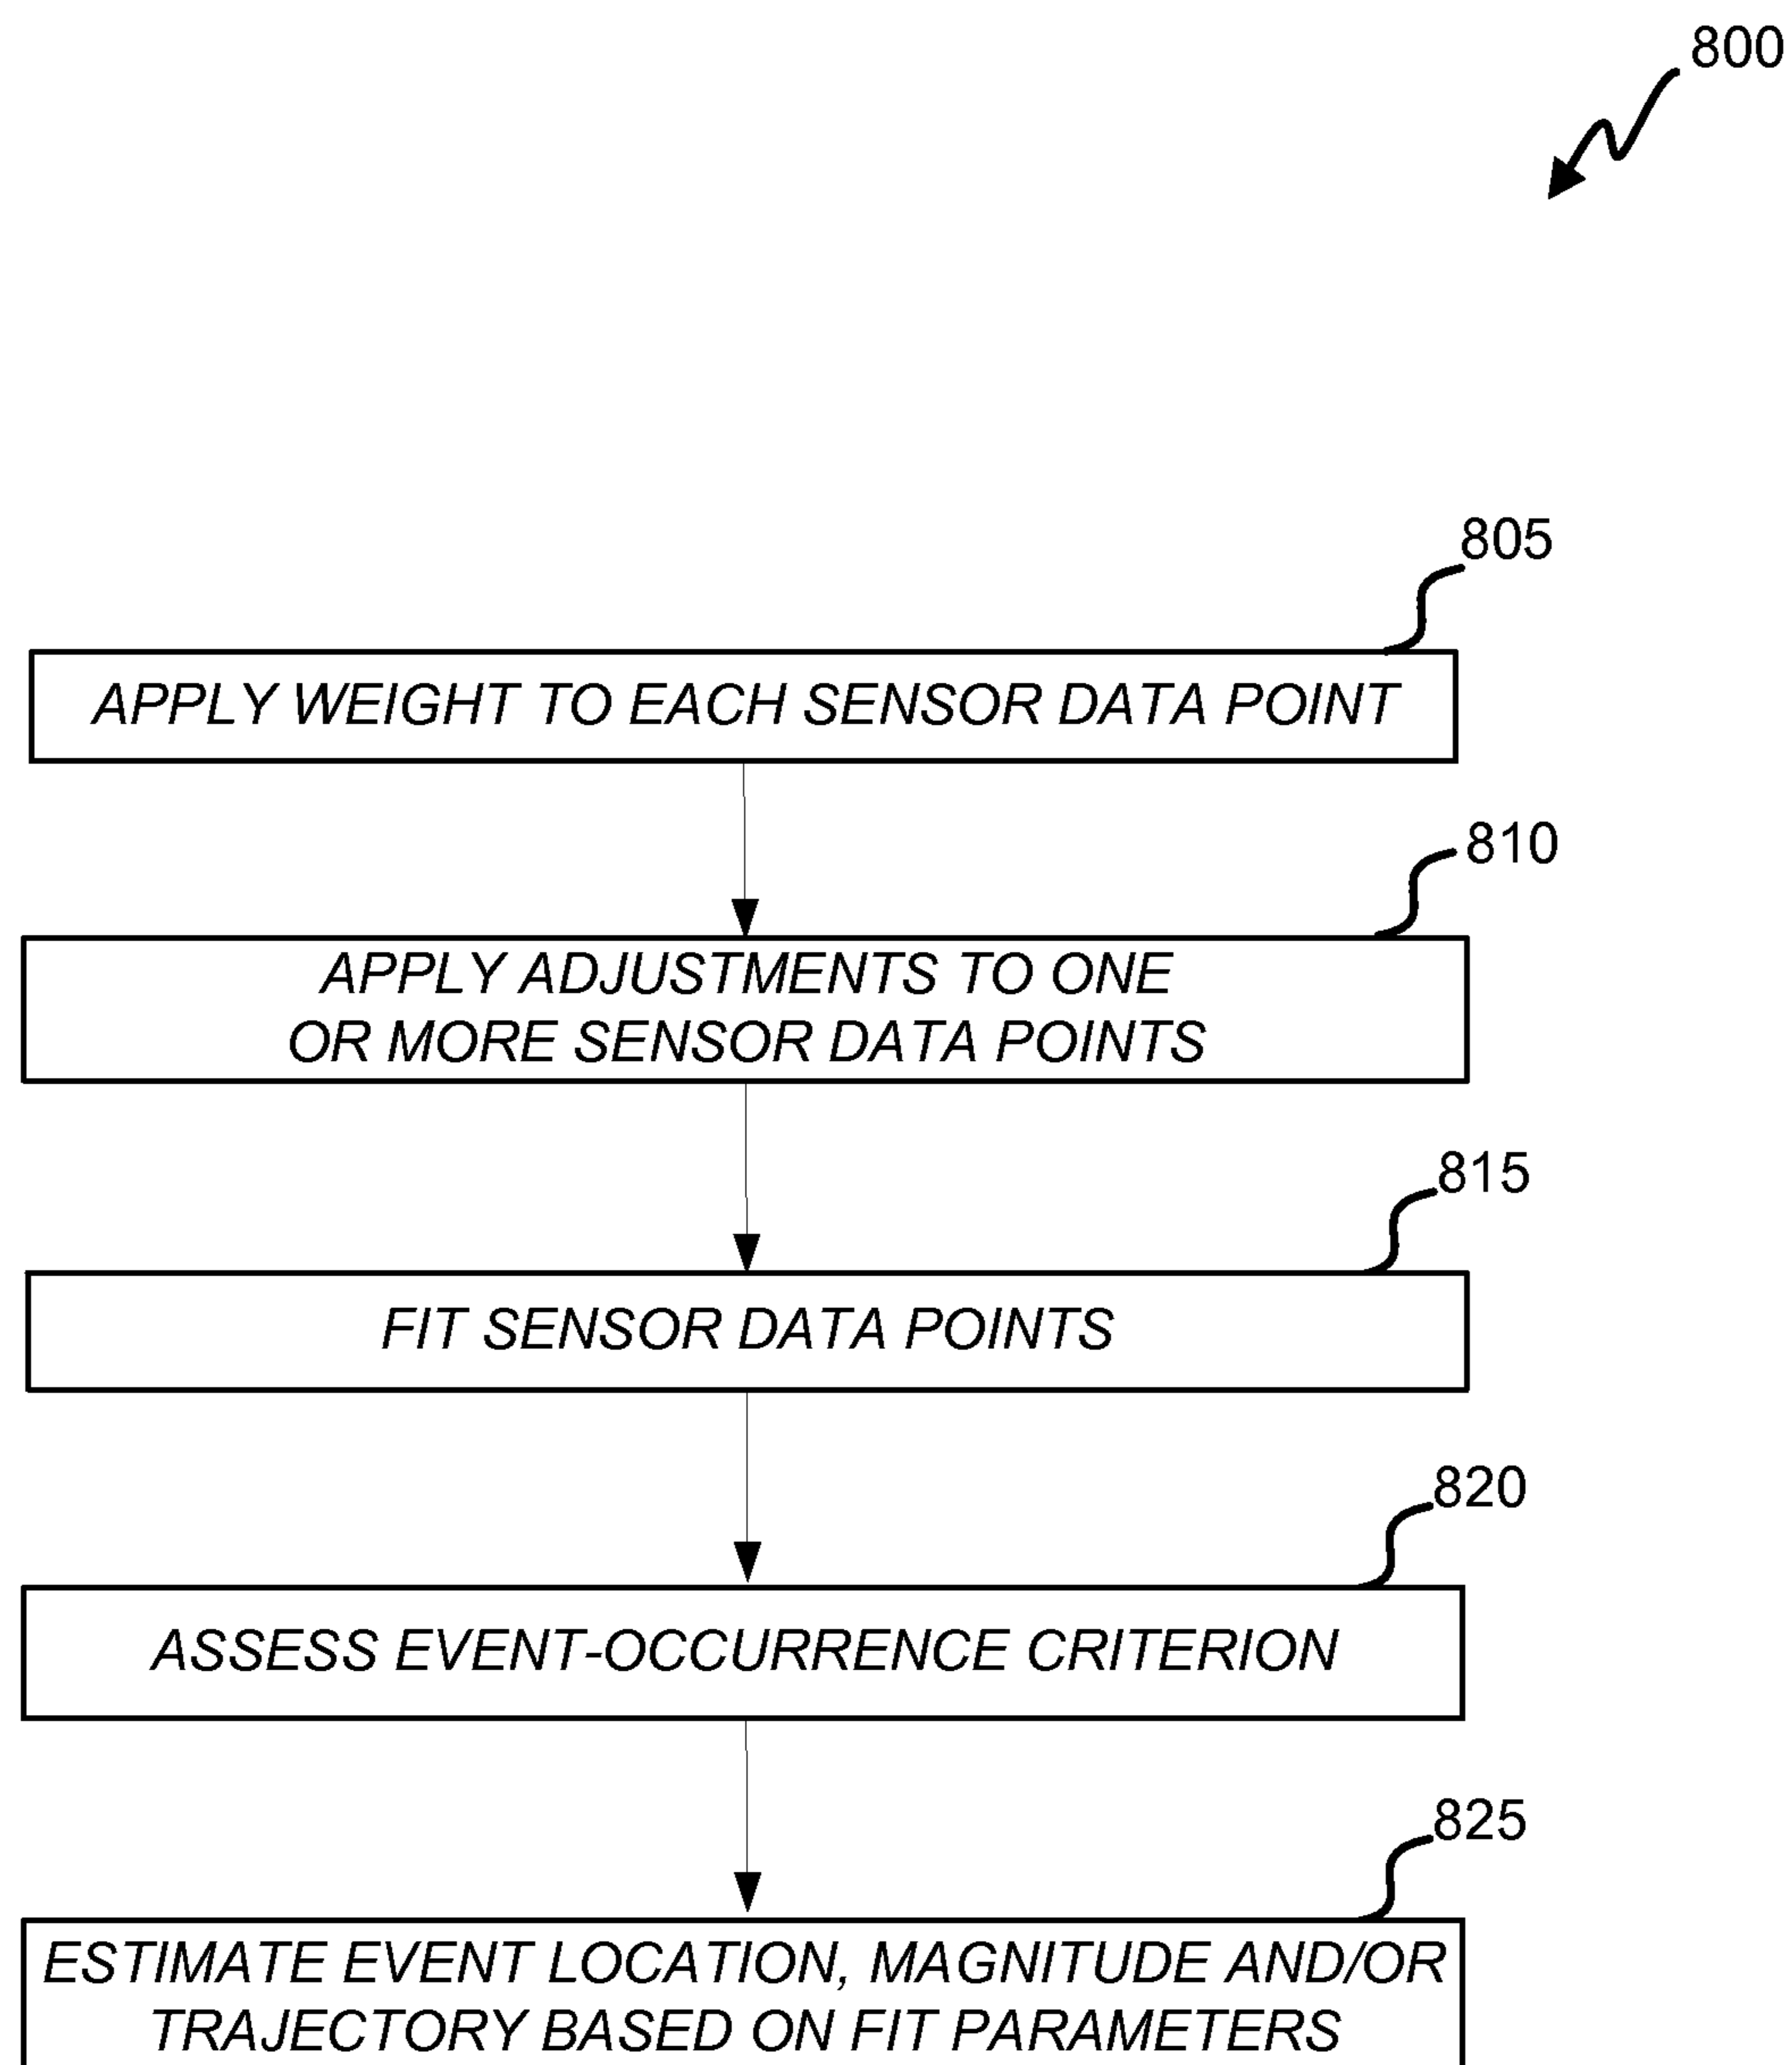 800
805
APPLY WEIGHT TO EACH SENSOR DATA POINT
810
APPLY ADJUSTMENTS TO ONE
OR MORE SENSOR DATA POINTS
815
FIT SENSOR DATA POINTS
820
ASSESS EVENT-OCCURRENCE CRITERION
825
ESTIMATE EVENT LOCATION, MAGNITUDE AND/OR
TRAJECTORY BASED ON FIT PARAMETERS